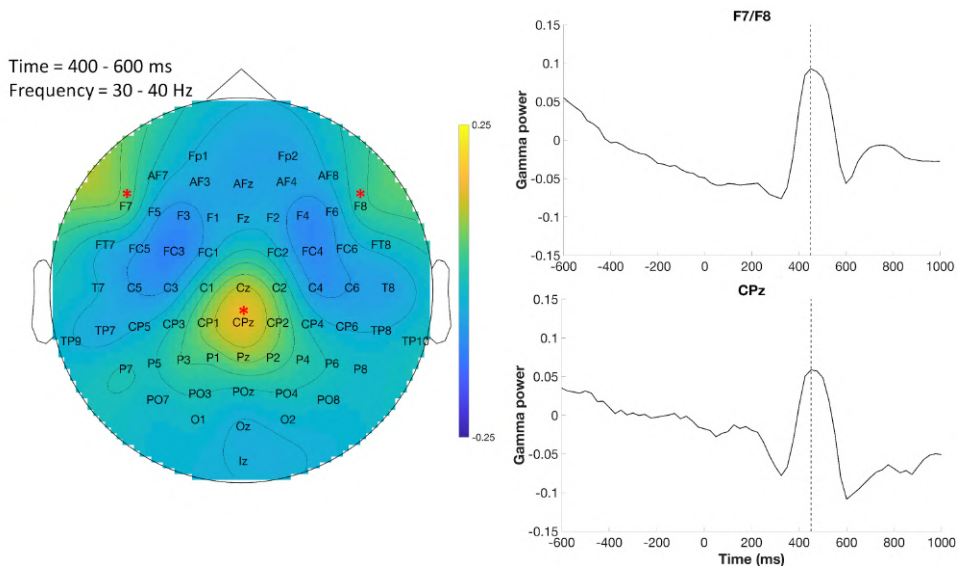 Time = 400 - 600 ms
Frequency = 30 - 40 Hz
Fp1 Fp2
AF7 AF8
AF3 AFz AF4
F7 F8
F5 F3 F1 Fz F2 F4 F6
FT7 FC5 FC3 FC1 FC2 FC4 FC6 FT8
T7 C5 C3 C1 Cz C2 C4 C6 T8
TP7 CP5 CP3 CP1 CPz CP2 CP4 CP6 TP8
TP9 TP10
P7 P5 P3 P1 Pz P2 P4 P6 P8
PO7 PO3 POz PO4 PO8
O1 Oz O2
Iz
0.25
-0.25
F7/F8
Gamma power
0.15
0.1
0.05
0
-0.05
-0.1
-0.15
-600 -400 -200 0 200 400 600 800 1000
CPz
Gamma power
0.15
0.1
0.05
0
-0.05
-0.1
-0.15
-600 -400 -200 0 200 400 600 800 1000
Time (ms)